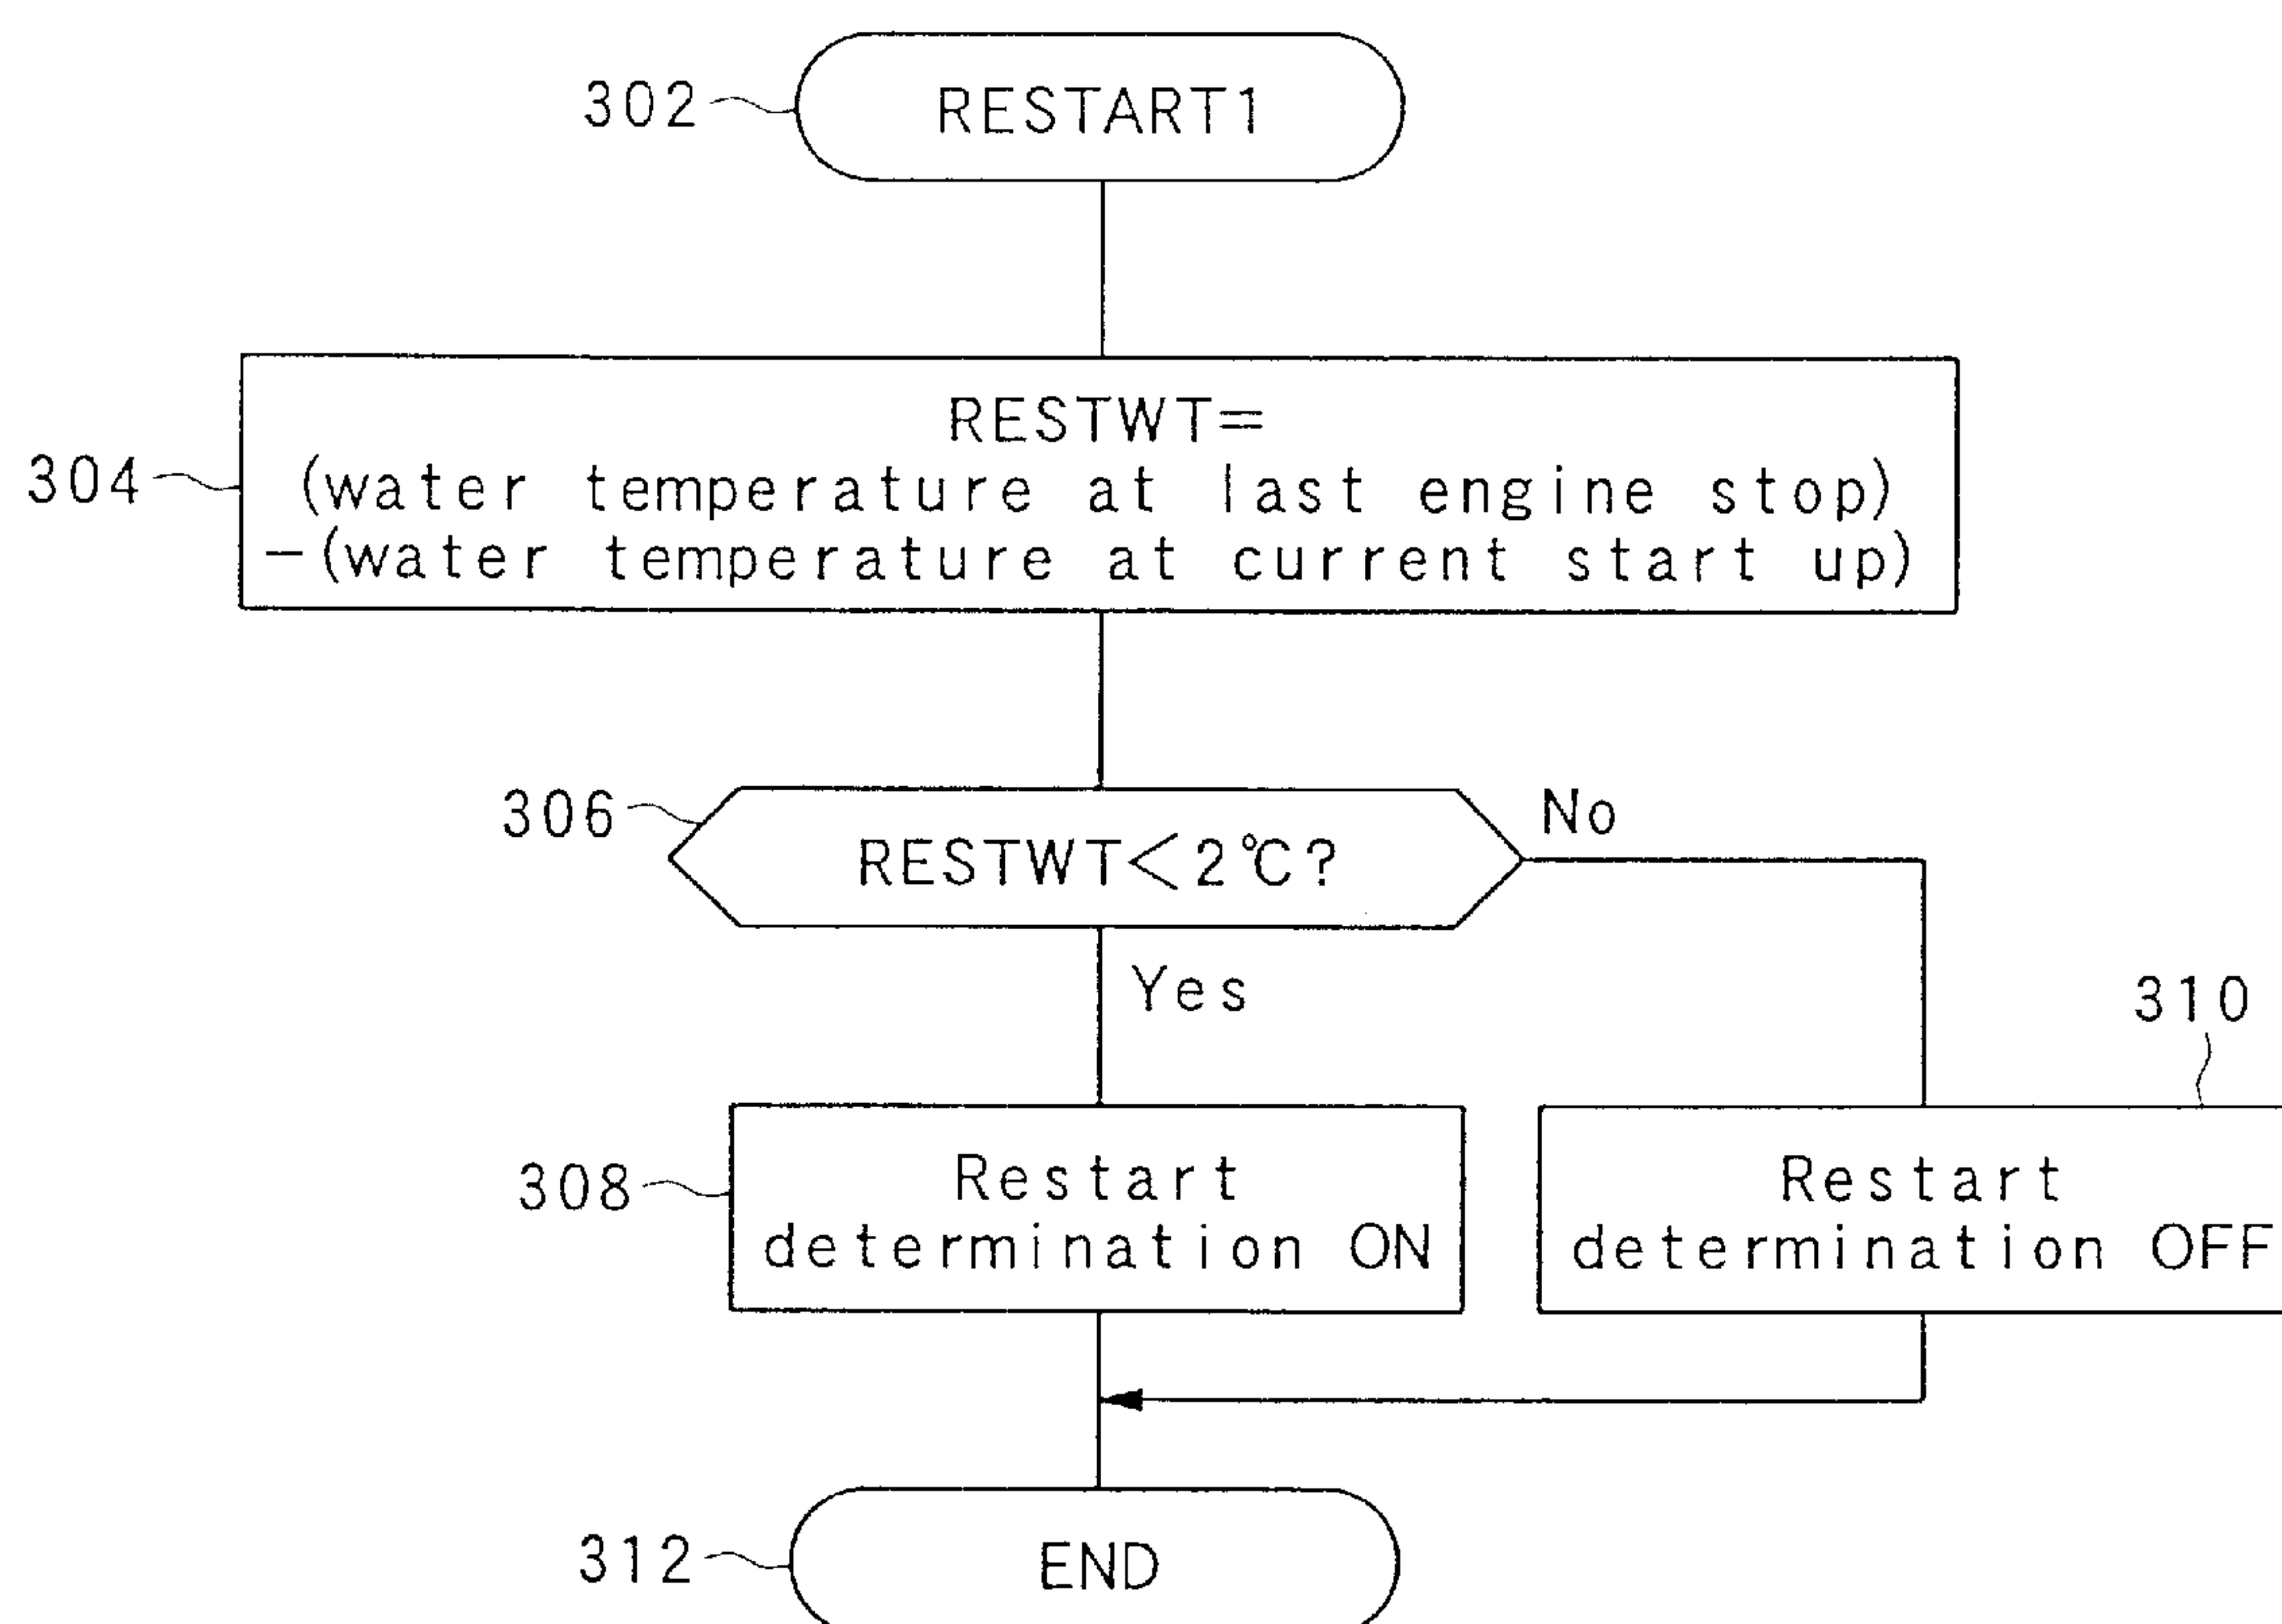 302
RESTART1
304
RESTWT=
(water temperature at last engine stop)
-(water temperature at current start up)
306
RESTWT<2℃?
No
Yes
310
308
Restart
determination ON
Restart
determination OFF
312
END